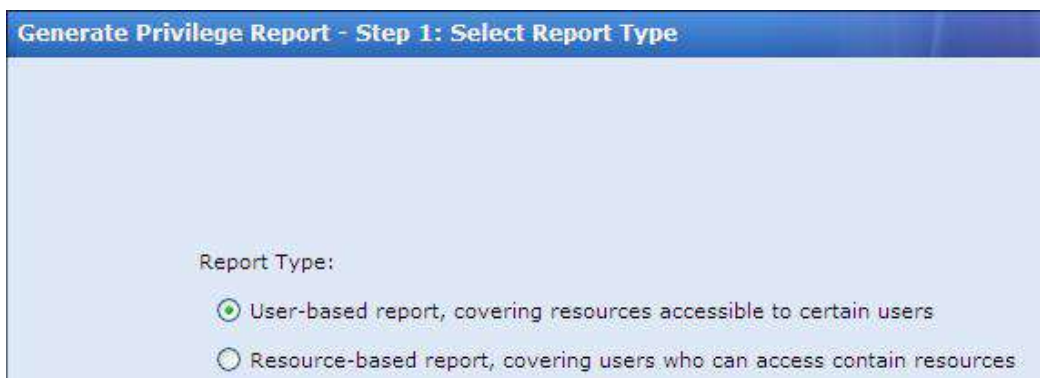 Generate Privilege Report - Step 1: Select Report Type
Report Type:
User-based report, covering resources accessible to certain users
Resource-based report, covering users who can access contain resources